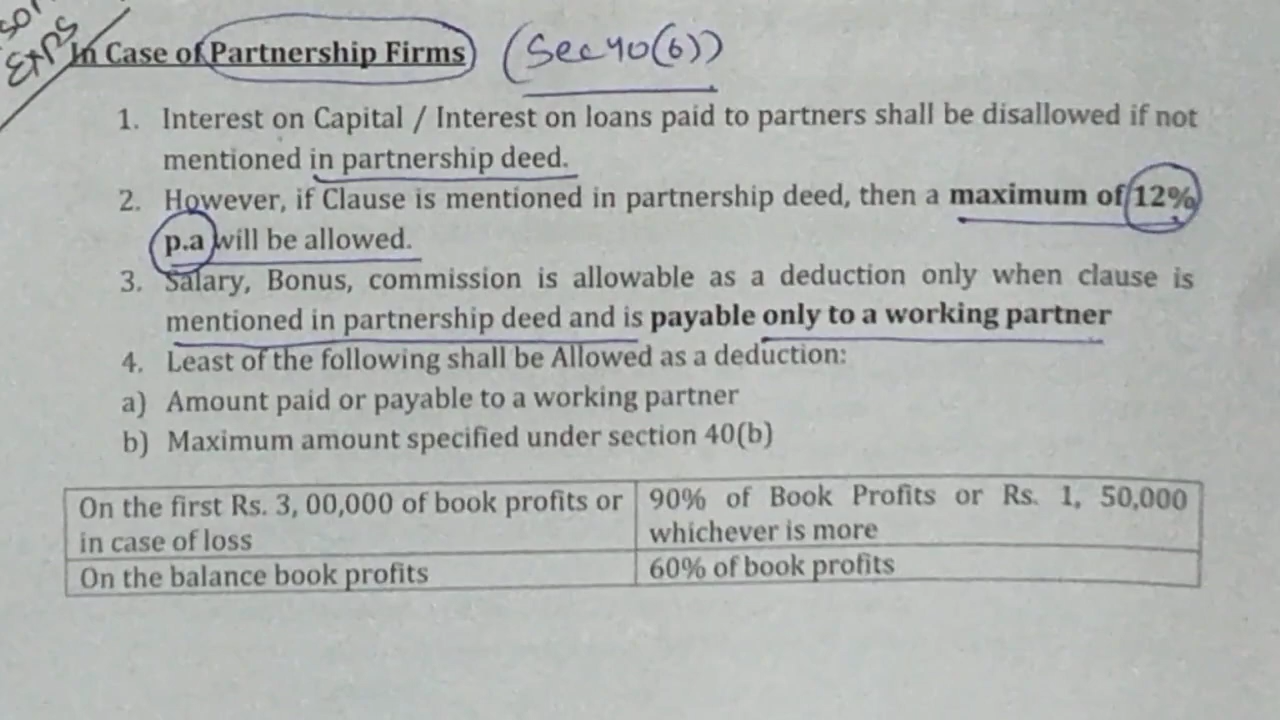 Exps
In Case of Partnership Firms (Sec 40(6))
1. Interest on Capital / Interest on loans paid to partners shall be disallowed if not
mentioned in partnership deed.
2. However, if Clause is mentioned in partnership deed, then a maximum of 12%
p.a will be allowed.
3. Salary, Bonus, commission is allowable as a deduction only when clause is
mentioned in partnership deed and is payable only to a working partner
4. Least of the following shall be Allowed as a deduction:
a) Amount paid or payable to a working partner
b) Maximum amount specified under section 40(b)
On the first Rs. 3, 00,000 of book profits or 90% of Book Profits or Rs. 1, 50,000
in case of loss whichever is more
On the balance book profits 60% of book profits